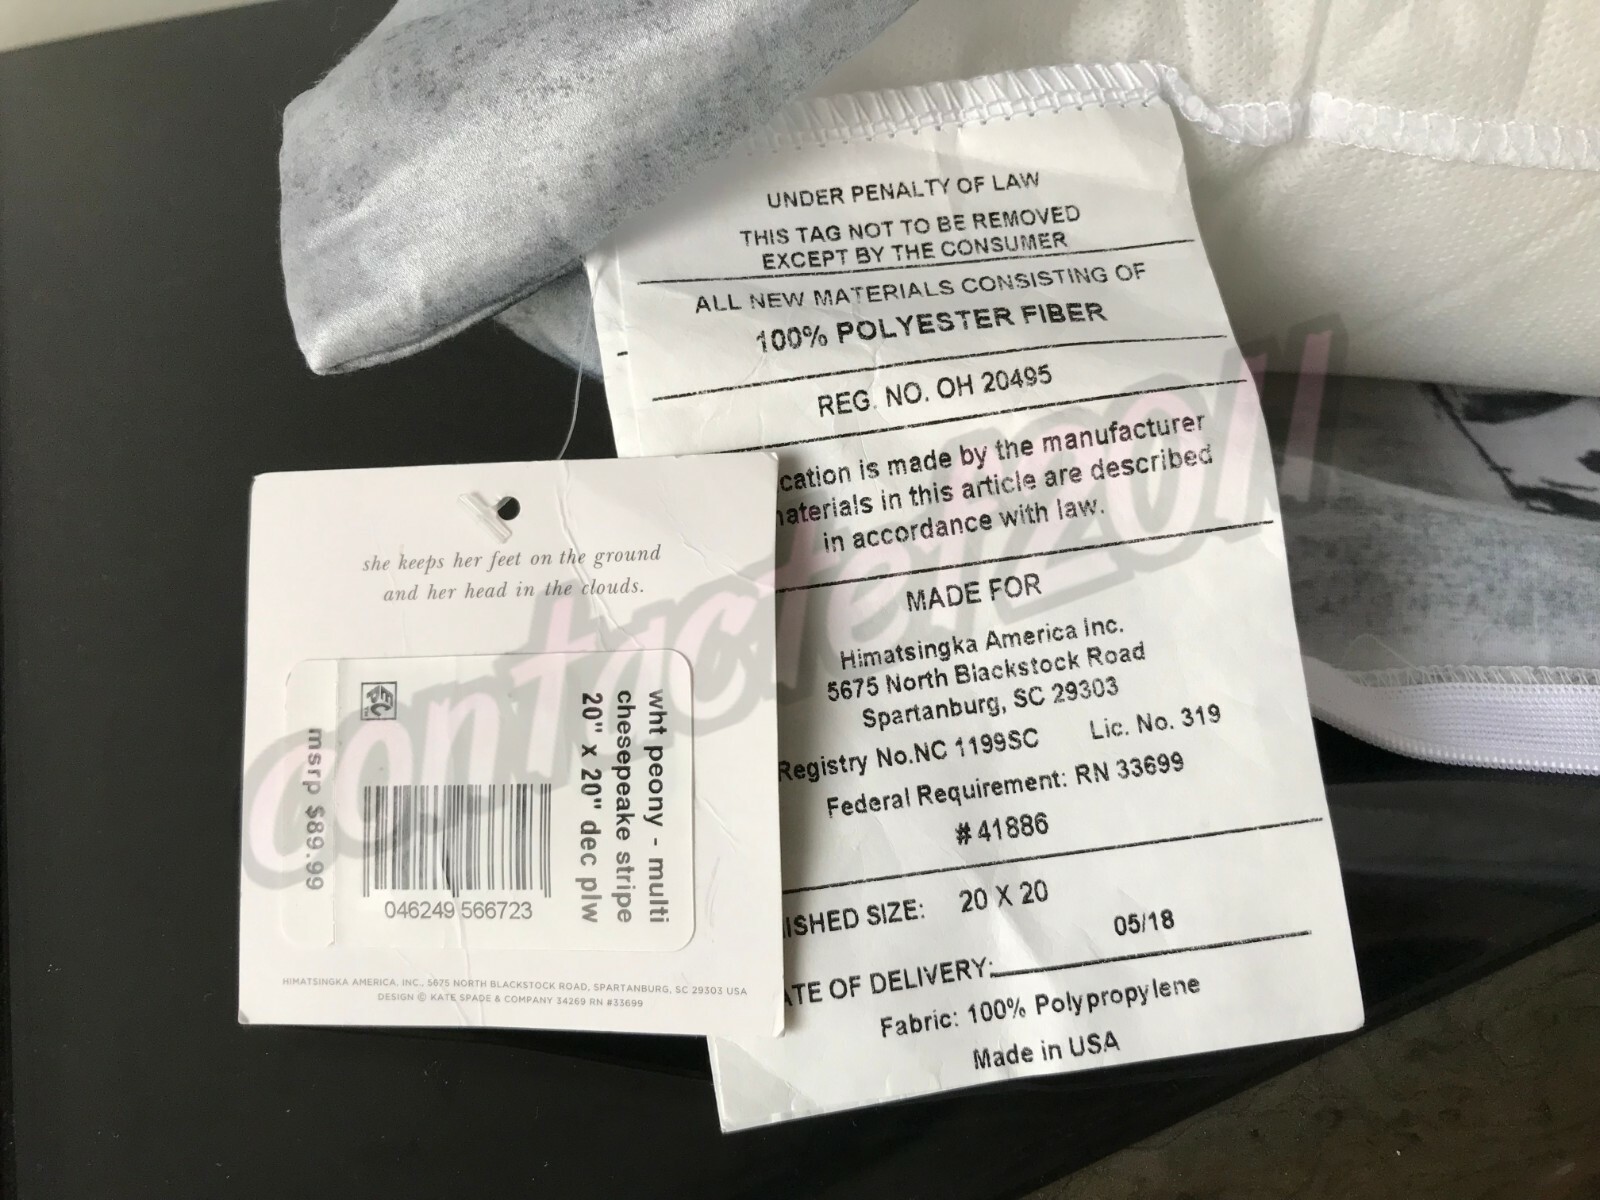 UNDER PENALTY OF LAW
THIS TAG NOT TO BE REMOVED
EXCEPT BY THE CONSUMER
ALL NEW MATERIALS CONSISTING OF
100% POLYESTER FIBER
REG. NO. OH 20495
cation is made by the manufacturer
aterials in this article are described
in accordance with law.
MADE FOR
Himatsingka America Inc.
5675 North Blackstock Road
Spartanburg, SC 29303
Registry No.NC 1199SC Lic. No. 319
Federal Requirement: RN 33699
# 41886
ISHED SIZE: 20 X 20
05/18
ATE OF DELIVERY:
Fabric: 100% Polypropylene
Made in USA
she keeps her feet on the ground
and her head in the clouds.
wht peony - multi
chesepeake stripe
20" x 20" dec plw
046249 566723
msrp $89.99
HIMATSINGKA AMERICA, INC., 5675 NORTH BLACKSTOCK ROAD, SPARTANBURG, SC 29303 USA
DESIGN © KATE SPADE & COMPANY 34269 RN #33699
contacter2011